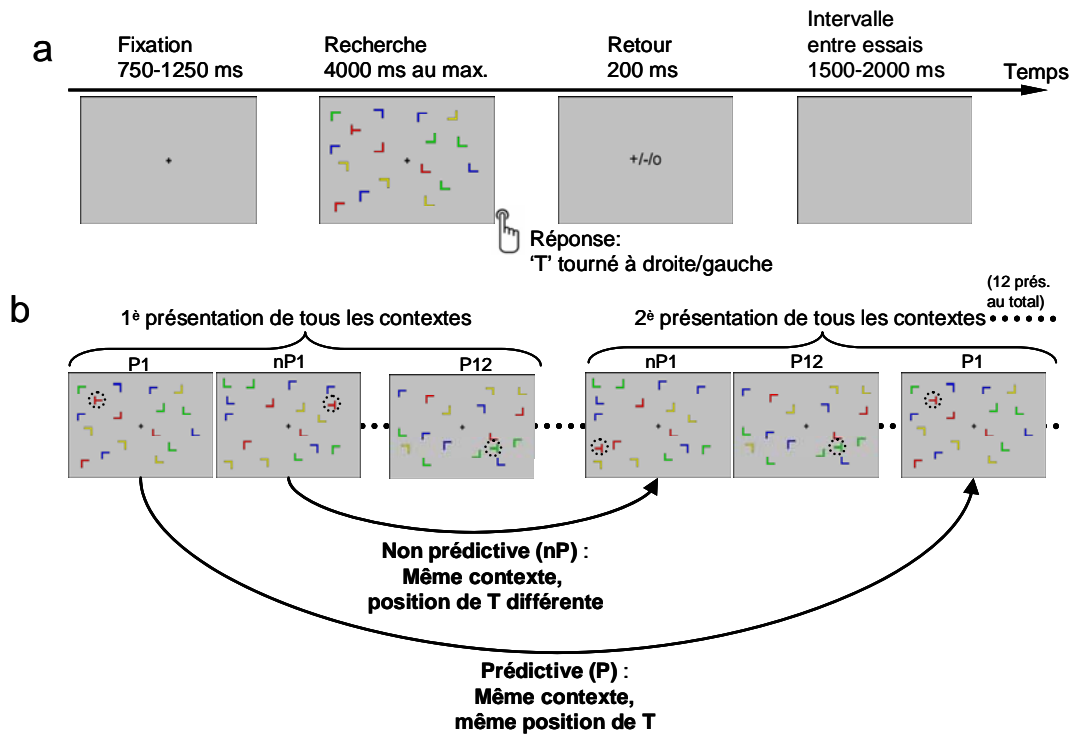 a
Fixation
750-1250 ms
Recherche
4000 ms au max.
Retour
200 ms
Intervalle
entre essais
1500-2000 ms
Temps
+/-/o
Réponse:
‘T’ tourné à droite/gauche
b
1è présentation de tous les contextes
2è présentation de tous les contextes
(12 prés.
au total)
P1
nP1
P12
nP1
P12
P1
Non prédictive (nP) :
Même contexte,
position de T différente
Prédictive (P) :
Même contexte,
même position de T